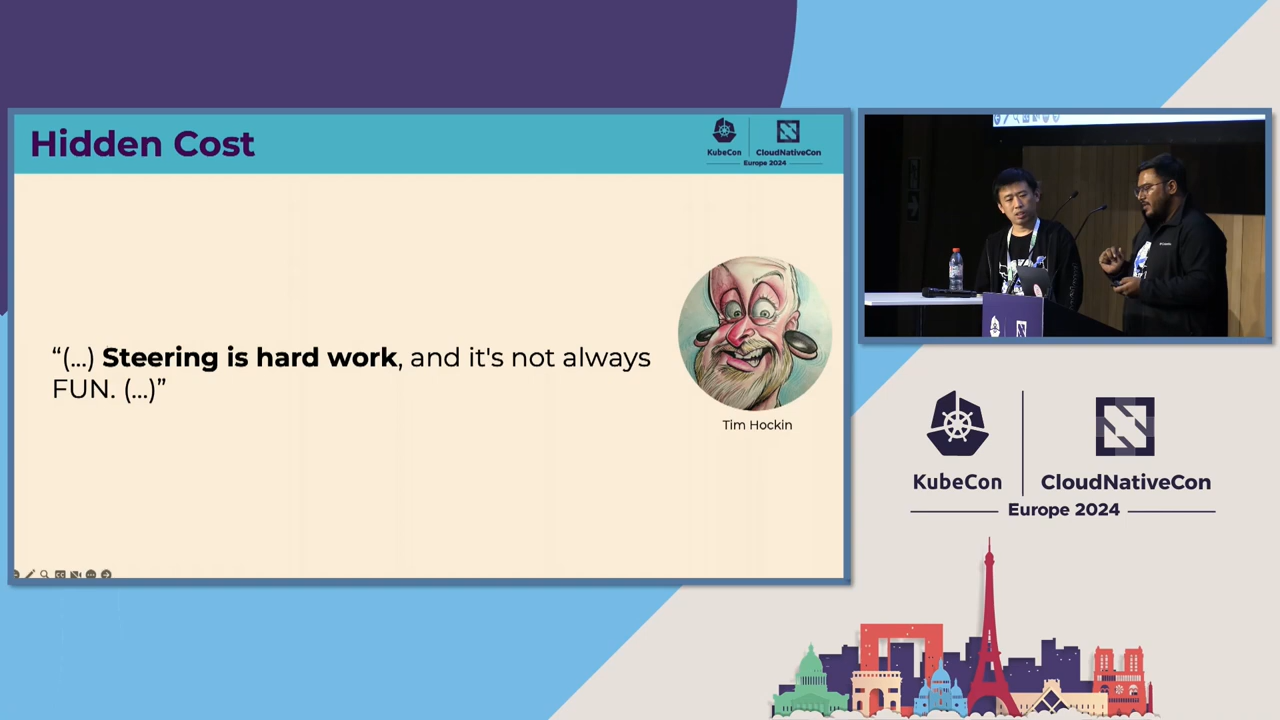 Hidden Cost
KubeCon
CloudNativeCon
Europe 2024
“(...) Steering is hard work, and it's not always
FUN. (...)”
Tim Hockin
KubeCon
CloudNativeCon
Europe 2024